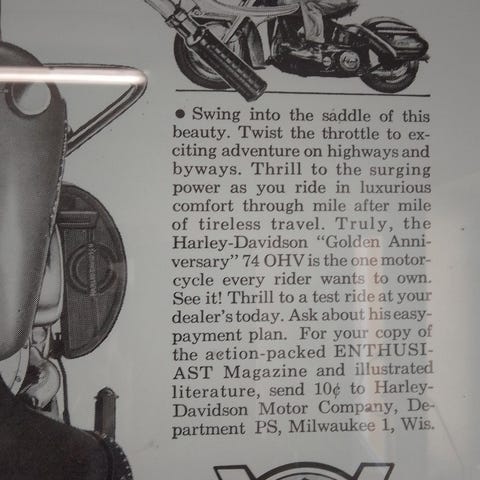 • Swing into the saddle of this
beauty. Twist the throttle to ex-
citing adventure on highways and
byways. Thrill to the surging
power as you ride in luxurious
comfort through mile after mile
of tireless travel. Truly, the
Harley-Davidson "Golden Anni-
versary" 74 OHV is the one motor-
cycle every rider wants to own.
See it! Thrill to a test ride at your
dealer's today. Ask about his easy-
payment plan. For your copy of
the action-packed ENTHUSI-
AST Magazine and illustrated
literature, send 10¢ to Harley-
Davidson Motor Company, De-
partment PS, Milwaukee 1, Wis.